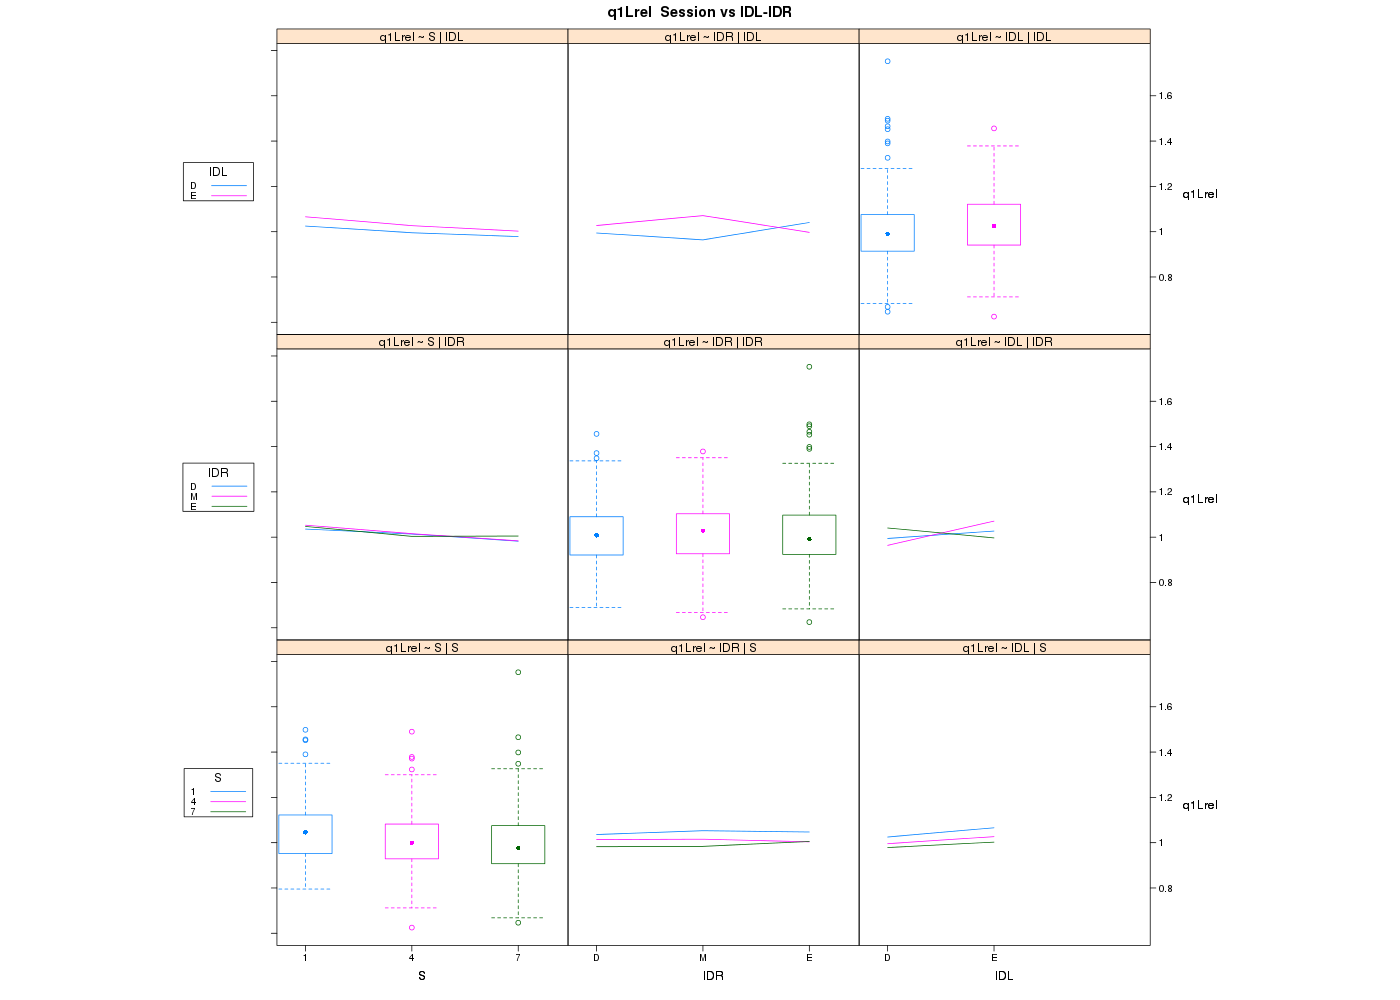 q1Lrel  Session vs IDL-IDR
q1Lrel ~ S | IDL
q1Lrel ~ IDR | IDL
q1Lrel ~ IDL | IDL
1.6
1.4
1.2
1
0.8
q1Lrel
IDL
D
E
q1Lrel ~ S | IDR
q1Lrel ~ IDR | IDR
q1Lrel ~ IDL | IDR
1.6
1.4
1.2
1
0.8
q1Lrel
IDR
D
M
E
q1Lrel ~ S | S
q1Lrel ~ IDR | S
q1Lrel ~ IDL | S
1.6
1.4
1.2
1
0.8
q1Lrel
S
1
4
7
1 4 7
D M E
D E
S
IDR
IDL